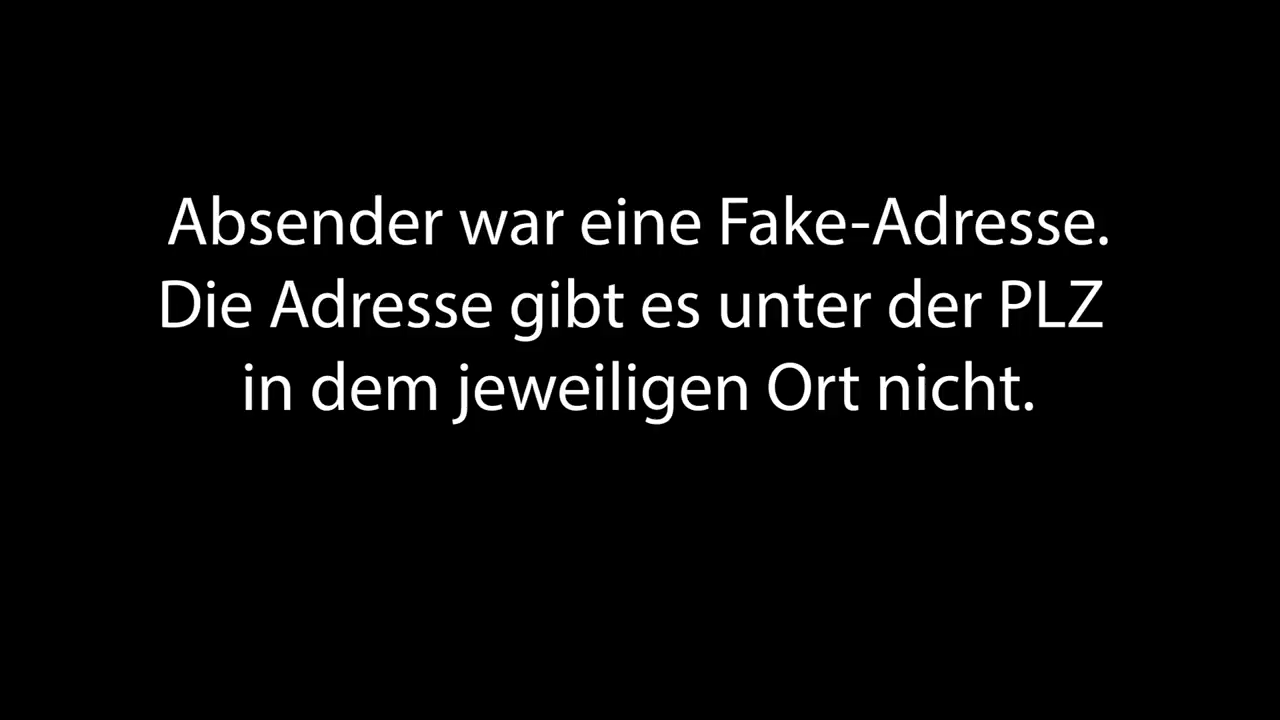 Absender war eine Fake-Adresse.
Die Adresse gibt es unter der PLZ
in dem jeweiligen Ort nicht.